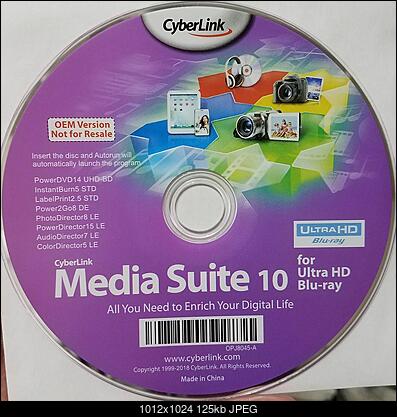 CyberLink
OEM Version
Not for Resale
Insert the disc and Autorun will
automatically launch the program.
PowerDVD14 UHD-BD
InstantBurn5 STD
LabelPrint2.5 STD
Power2Go8 DE
PhotoDirector8 LE
PowerDirector15 LE
AudioDirector7 LE
ColorDirector5 LE
ULTRA HD
Blu-ray
CyberLink
Media Suite 10
for
Ultra HD
Blu-ray
All You Need to Enrich Your Digital Life
OPJ8045-A
www.cyberlink.com
Copyright 1999-2018 CyberLink. All Rights Reserved
Made in China
1012x1024 125kb JPEG